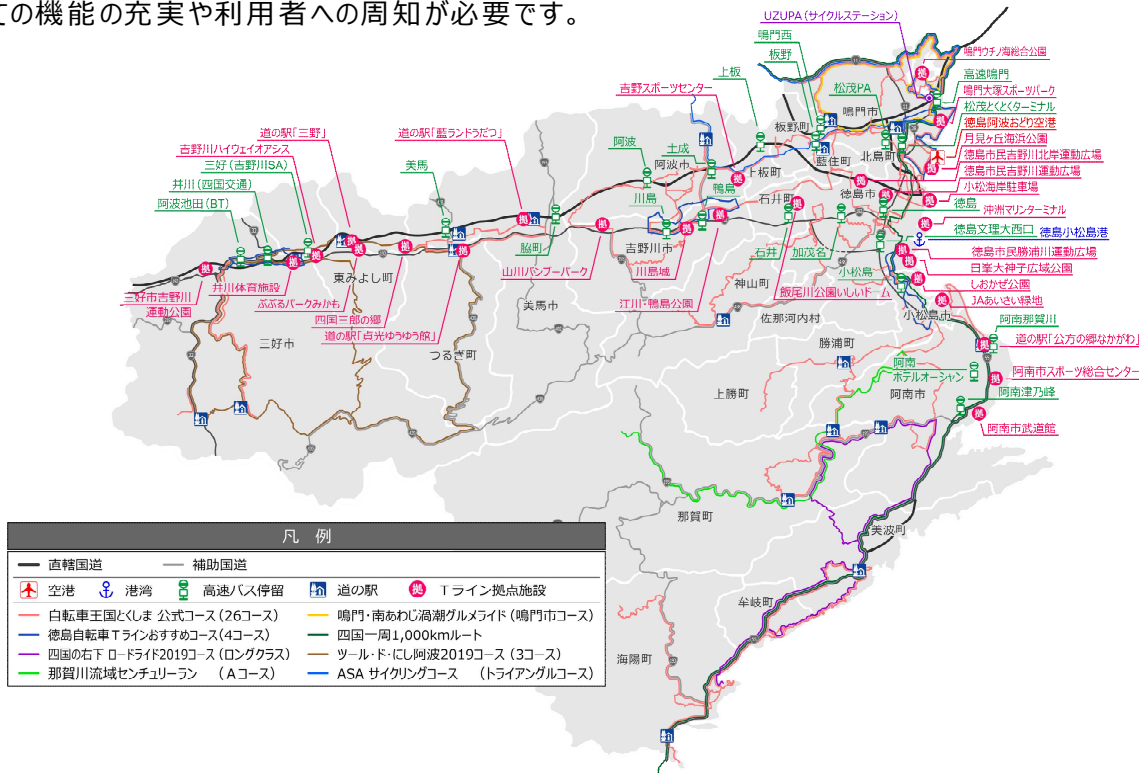 ての機能の充実や利用者への周知が必要です。
UZUPA（サイクルステーション）
鳴門西
板野
上板
松茂PA
鳴門ウチノ海総合公園
高速鳴門
鳴門大塚スポーツパーク
松茂とくとくターミナル
徳島阿波おどり空港
月見ヶ丘海浜公園
徳島市民吉野川北岸運動広場
徳島市民吉野川運動広場
小松海岸駐車場
沖洲マリンターミナル
徳島
徳島文理大西口
徳島小松島港
徳島市民勝浦川運動広場
日峯大神子広域公園
しおかぜ公園
JAあいさい緑地
阿南那賀川
道の駅「公方の郷なかがわ」
阿南市スポーツ総合センター
阿南津乃峰
阿南市武道館
吉野スポーツセンター
道の駅「三野」
道の駅「藍ランドうだつ」
吉野川ハイウェイオアシス
三好（吉野川SA）
井川（四国交通）
阿波池田（BT）
美馬
阿波
土成
鴨島
川島
鳴門市
板野町
藍住町
北島町
阿波市
上板町
石井町
徳島市
吉野川市
脇町
山川バンブーパーク
川島城
江川・鴨島公園
石井
加茂名
飯尾川公園いしいドーム
小松島
神山町
佐那河内村
小松島市
三好市吉野川
運動公園
井川体育施設
ぶぶるパークみかも
四国三郎の郷
道の駅「貞光ゆうゆう館」
東みよし町
三好市
美馬市
つるぎ町
勝浦町
上勝町
阿南
ホテルオーシャン
阿南市
那賀町
美波町
牟岐町
海陽町
凡 例
直轄国道
補助国道
空港
港湾
高速バス停留
道の駅
拠
Tライン拠点施設
自転車王国とくしま 公式コース（26コース）
鳴門・南あわじ渦潮グルメライド（鳴門市コース）
徳島自転車Tラインおすすめコース(4コース)
四国一周1,000kmルート
四国の右下 ロードライド2019コース（ロングクラス）
ツール・ド・にし阿波2019コース（3コース）
那賀川流域センチュリーラン （Aコース）
ASA サイクリングコース （トライアングルコース）